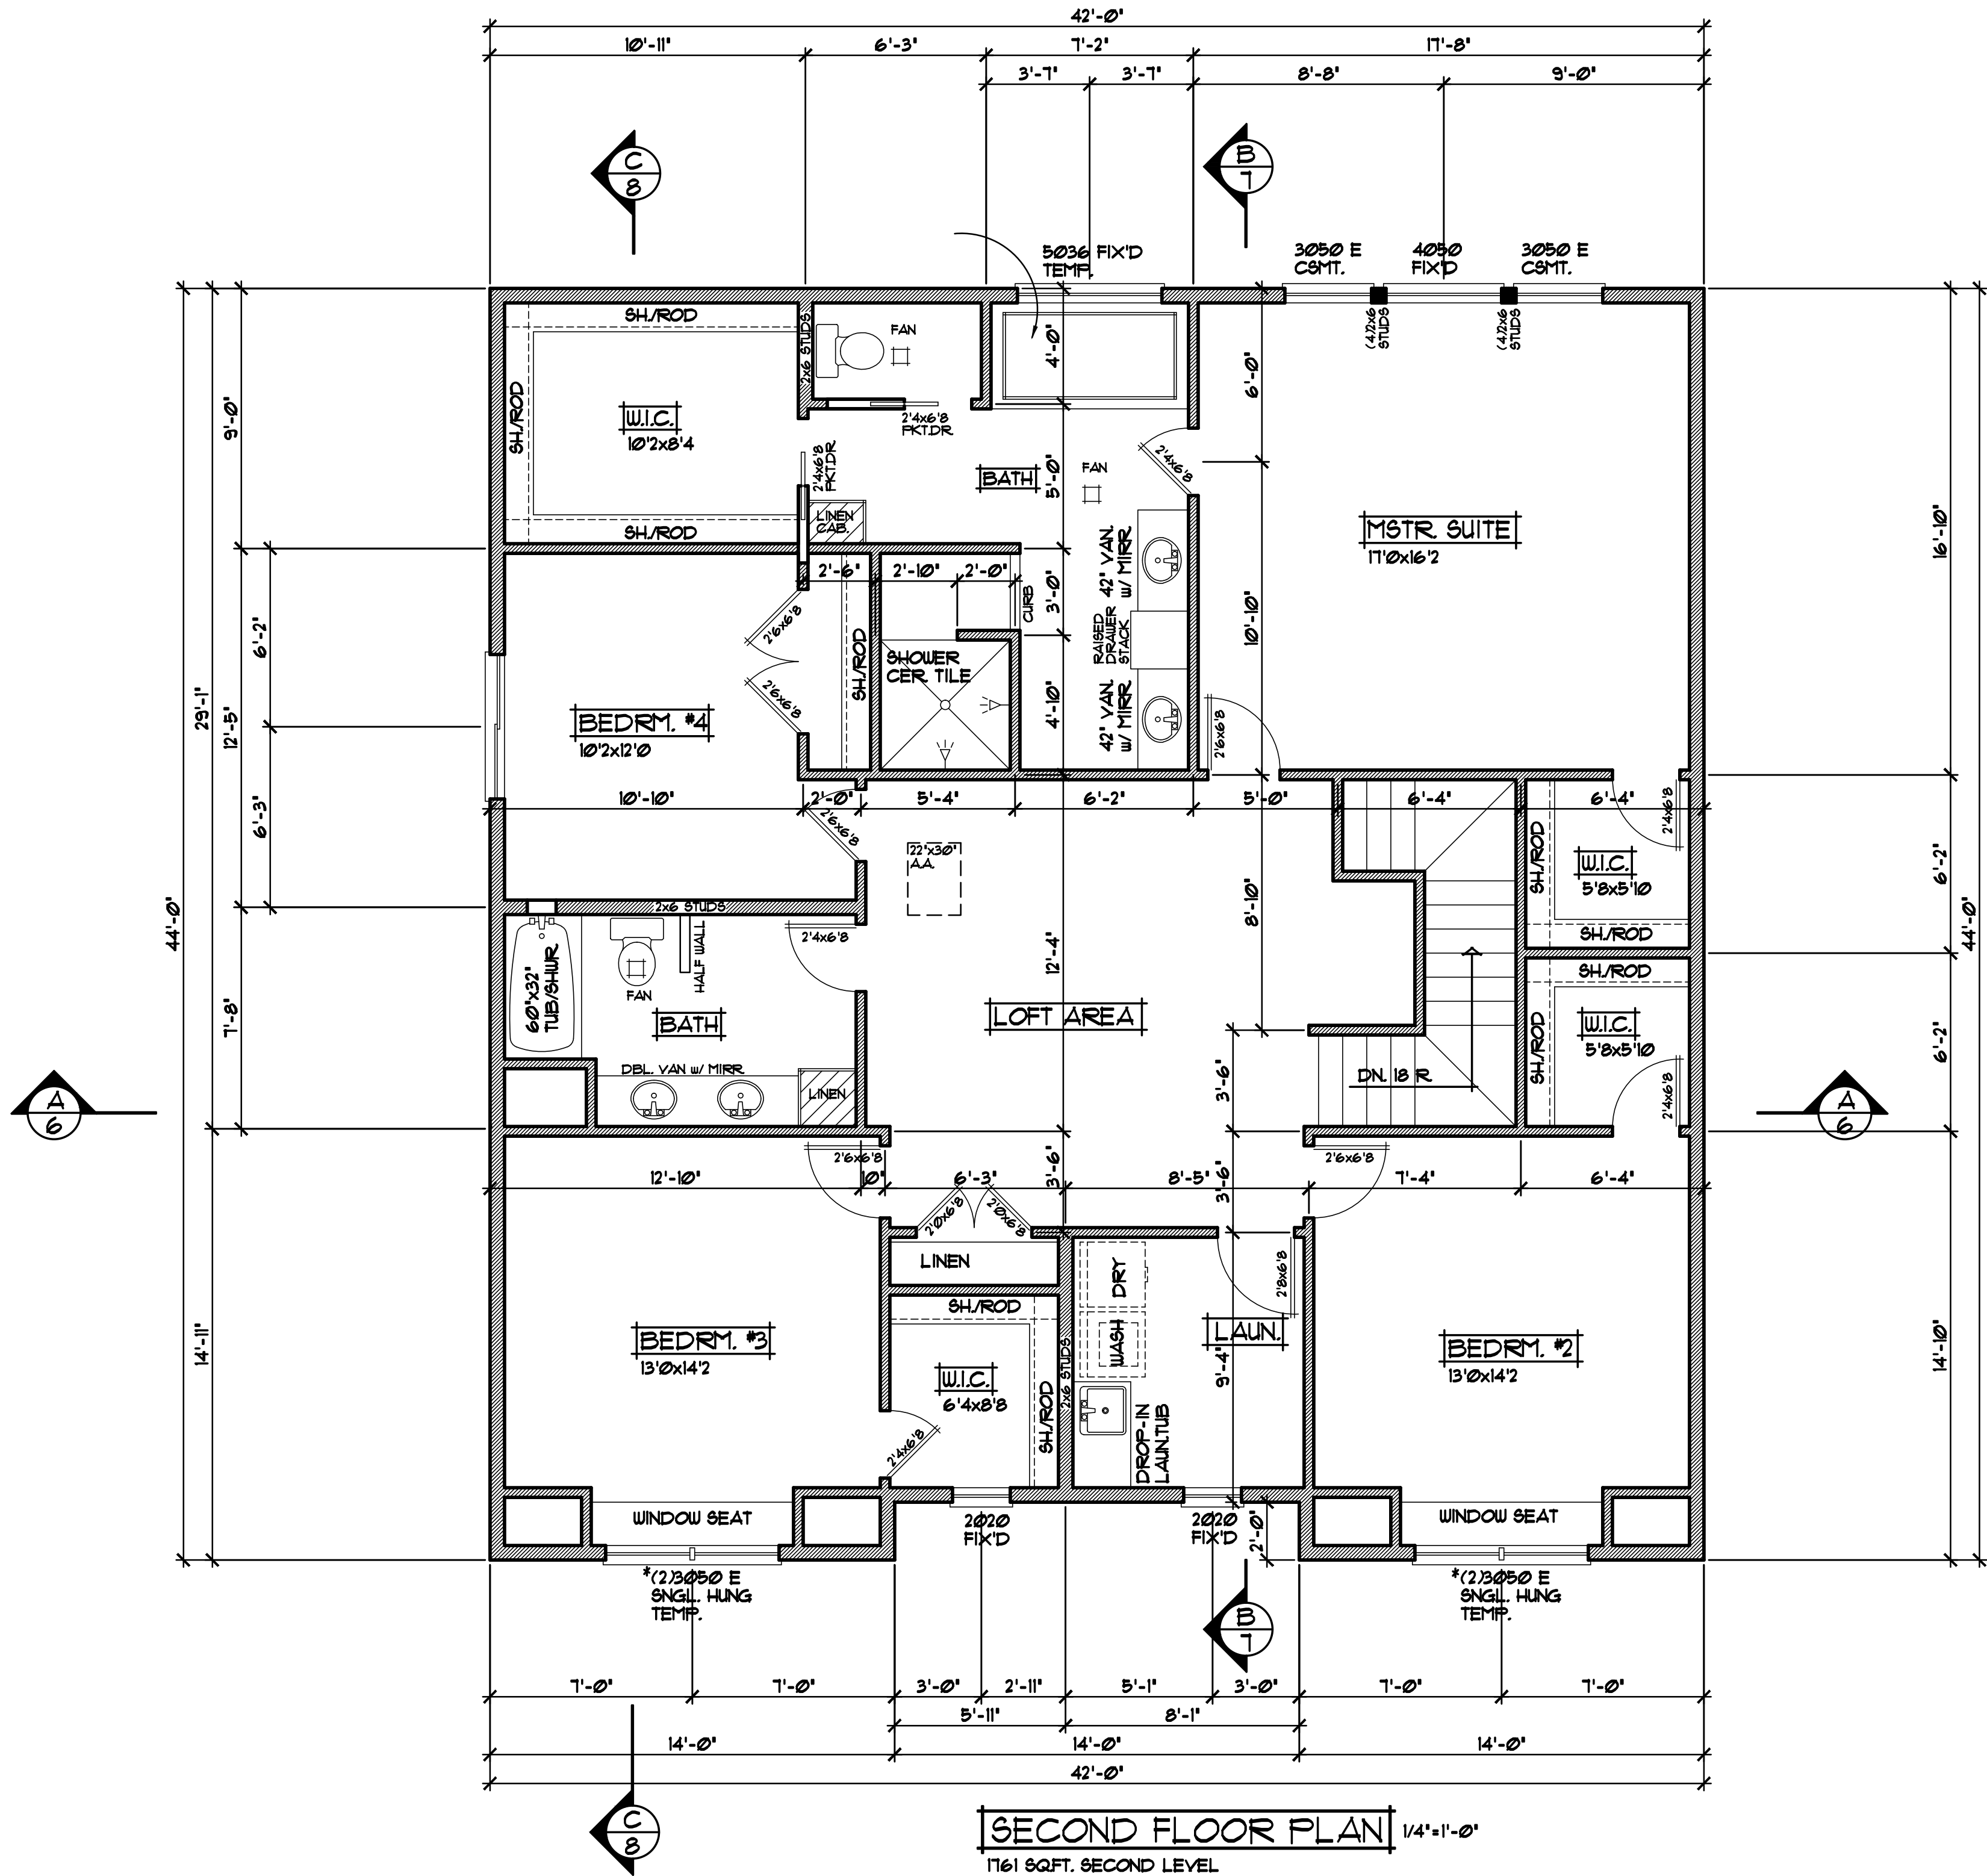 42'-0"
10'-11" 6'-3" 7'-2" 17'-8"
3'-7" 3'-7" 8'-8" 9'-0"
C
8
B
7
5036 FIX'D
TEMP.
3050 E
CSMT.
4050
FIX'D
3050 E
CSMT.
(4)2x6
STUDS
(4)2x6
STUDS
SH./ROD
SH./ROD
W.I.C.
10'2x8'4
SH./ROD
2x6 STUDS
FAN
2'4x6'8
PKT.DR.
2'4x6'8
PKT.DR.
LINEN
CAB.
BATH
FAN
2'4x6'8
4'-0"
5'-0"
3'-0"
4'-10"
6'-0"
10'-10"
42" VAN.
w/ MIRR.
RAISED
DRAWER
STACK
42" VAN.
w/ MIRR.
MSTR. SUITE
17'0x16'2
2'-6" 2'-10" 2'-0"
CURB
SHOWER
CER TILE
SH./ROD
2'6x6'8
2'6x6'8
BEDRM. #4
10'2x12'0
2'6x6'8
10'-10" 2'-0" 5'-4" 6'-2" 5'-0" 6'-4" 6'-4"
2'6x6'8
2'4x6'8
22"x30"
A.A.
SH./ROD
W.I.C.
5'8x5'10
SH./ROD
8'-10"
12'-4"
2x6 STUDS
2'4x6'8
HALF WALL
FAN
60"x32"
TUB/SHWR
BATH
LOFT AREA
SH./ROD
SH./ROD
W.I.C.
5'8x5'10
2'4x6'8
DBL. VAN w/ MIRR.
LINEN
DN. 18 R
3'-6"
3'-6"
3'-6"
2'6x6'8
2'6x6'8
12'-10" 10" 6'-3" 8'-5" 7'-4" 6'-4"
2'0x6'8
2'0x6'8
LINEN
2'8x6'8
DRY
WASH
LAUN.
SH./ROD
2x6 STUDS
9'-4"
BEDRM. #3
13'0x14'2
W.I.C.
6'4x8'8
SH./ROD
2'4x6'8
DROP-IN
LAUN.TUB
BEDRM. #2
13'0x14'2
WINDOW SEAT
WINDOW SEAT
2020
FIX'D
2020
FIX'D
2'-0"
*(2)3050 E
SNGL. HUNG
TEMP.
*(2)3050 E
SNGL. HUNG
TEMP.
44'-0"
29'-1"
14'-11"
9'-0"
12'-5"
7'-8"
6'-2"
6'-3"
16'-10"
6'-2"
6'-2"
14'-10"
44'-0"
A
6
A
6
B
7
7'-0" 7'-0" 3'-0" 2'-11" 5'-1" 3'-0" 7'-0" 7'-0"
5'-11" 8'-1"
14'-0" 14'-0" 14'-0"
42'-0"
C
8
SECOND FLOOR PLAN 1/4"=1'-0"
1761 SQ.FT. SECOND LEVEL